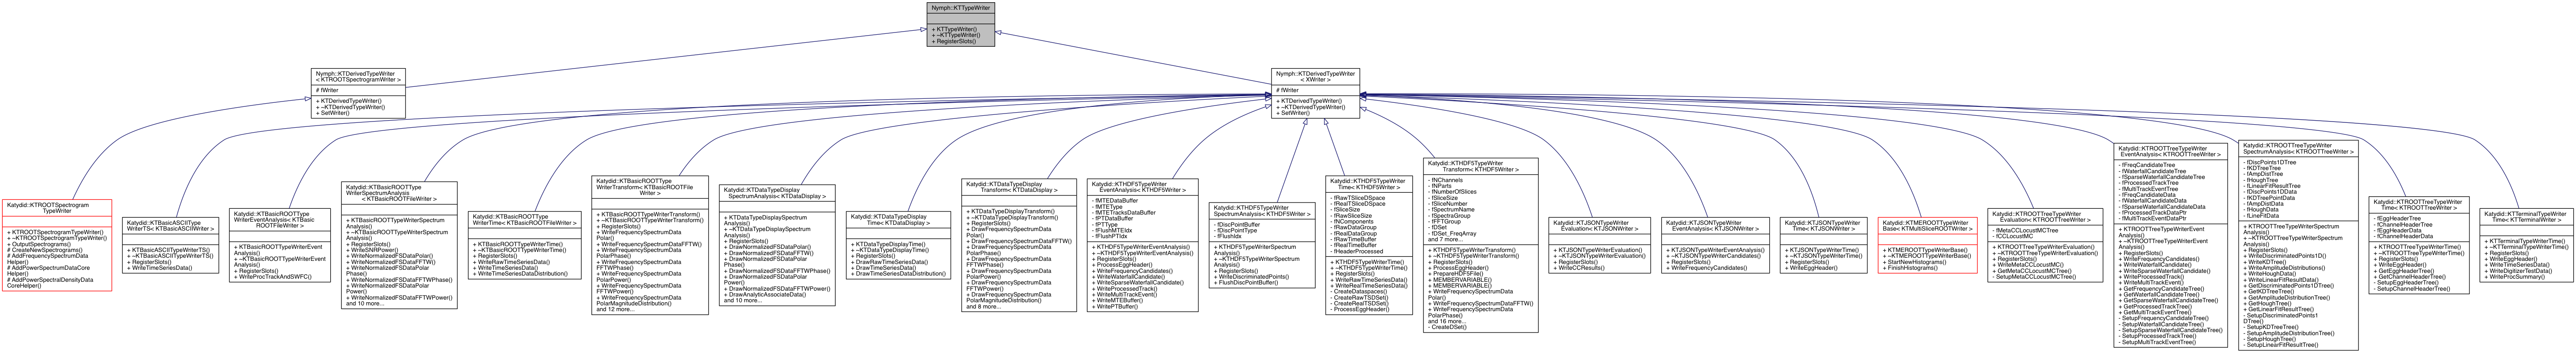 Nymph::KTTypeWriter
+ KTTypeWriter()
+ ~KTTypeWriter()
+ RegisterSlots()
Nymph::KTDerivedTypeWriter
< KTROOTSpectrogramWriter >
# fWriter
+ KTDerivedTypeWriter()
+ ~KTDerivedTypeWriter()
+ SetWriter()
Nymph::KTDerivedTypeWriter
< XWriter >
# fWriter
+ KTDerivedTypeWriter()
+ ~KTDerivedTypeWriter()
+ SetWriter()
Katydid::KTROOTSpectrogram
TypeWriter
+ KTROOTSpectrogramTypeWriter()
+ ~KTROOTSpectrogramTypeWriter()
+ OutputSpectrograms()
# CreateNewSpectrograms()
# AddFrequencySpectrumData
Helper()
# AddPowerSpectrumDataCore
Helper()
# AddPowerSpectralDensityData
CoreHelper()
Katydid::KTBasicASCIIType
WriterTS< KTBasicASCIIWriter >
+ KTBasicASCIITypeWriterTS()
+ ~KTBasicASCIITypeWriterTS()
+ RegisterSlots()
+ WriteTimeSeriesData()
Katydid::KTBasicROOTType
WriterEventAnalysis< KTBasic
ROOTFileWriter >
+ KTBasicROOTTypeWriterEvent
Analysis()
+ ~KTBasicROOTTypeWriterEvent
Analysis()
+ RegisterSlots()
+ WriteProcTrackAndSWFC()
Katydid::KTBasicROOTType
WriterSpectrumAnalysis
< KTBasicROOTFileWriter >
+ KTBasicROOTTypeWriterSpectrum
Analysis()
+ ~KTBasicROOTTypeWriterSpectrum
Analysis()
+ RegisterSlots()
+ WriteSNRPower()
+ WriteNormalizedFSDataPolar()
+ WriteNormalizedFSDataFFTW()
+ WriteNormalizedFSDataPolar
Phase()
+ WriteNormalizedFSDataFFTWPhase()
+ WriteNormalizedFSDataPolar
Power()
+ WriteNormalizedFSDataFFTWPower()
and 10 more...
Katydid::KTBasicROOTType
WriterTime< KTBasicROOTFileWriter >
+ KTBasicROOTTypeWriterTime()
+ ~KTBasicROOTTypeWriterTime()
+ RegisterSlots()
+ WriteRawTimeSeriesData()
+ WriteTimeSeriesData()
+ WriteTimeSeriesDataDistribution()
Katydid::KTBasicROOTType
WriterTransform< KTBasicROOTFile
Writer >
+ KTBasicROOTTypeWriterTransform()
+ ~KTBasicROOTTypeWriterTransform()
+ RegisterSlots()
+ WriteFrequencySpectrumData
Polar()
+ WriteFrequencySpectrumDataFFTW()
+ WriteFrequencySpectrumData
PolarPhase()
+ WriteFrequencySpectrumData
FFTWPhase()
+ WriteFrequencySpectrumData
PolarPower()
+ WriteFrequencySpectrumData
FFTWPower()
+ WriteFrequencySpectrumData
PolarMagnitudeDistribution()
and 12 more...
Katydid::KTDataTypeDisplay
SpectrumAnalysis< KTDataDisplay >
+ KTDataTypeDisplaySpectrum
Analysis()
+ ~KTDataTypeDisplaySpectrum
Analysis()
+ RegisterSlots()
+ DrawNormalizedFSDataPolar()
+ DrawNormalizedFSDataFFTW()
+ DrawNormalizedFSDataPolar
Phase()
+ DrawNormalizedFSDataFFTWPhase()
+ DrawNormalizedFSDataPolar
Power()
+ DrawNormalizedFSDataFFTWPower()
+ DrawAnalyticAssociateData()
and 10 more...
Katydid::KTDataTypeDisplay
Time< KTDataDisplay >
+ KTDataTypeDisplayTime()
+ ~KTDataTypeDisplayTime()
+ RegisterSlots()
+ DrawRawTimeSeriesData()
+ DrawTimeSeriesData()
+ DrawTimeSeriesDataDistribution()
Katydid::KTDataTypeDisplay
Transform< KTDataDisplay >
+ KTDataTypeDisplayTransform()
+ ~KTDataTypeDisplayTransform()
+ RegisterSlots()
+ DrawFrequencySpectrumData
Polar()
+ DrawFrequencySpectrumDataFFTW()
+ DrawFrequencySpectrumData
PolarPhase()
+ DrawFrequencySpectrumData
FFTWPhase()
+ DrawFrequencySpectrumData
PolarPower()
+ DrawFrequencySpectrumData
FFTWPower()
+ DrawFrequencySpectrumData
PolarMagnitudeDistribution()
and 8 more...
Katydid::KTHDF5TypeWriter
EventAnalysis< KTHDF5Writer >
- fMTEDataBuffer
- fMTEType
- fMTETracksDataBuffer
- fPTDataBuffer
- fPTType
- fFlushMTEIdx
- fFlushPTIdx
+ KTHDF5TypeWriterEventAnalysis()
+ ~KTHDF5TypeWriterEventAnalysis()
+ RegisterSlots()
+ ProcessEggHeader()
+ WriteFrequencyCandidates()
+ WriteWaterfallCandidate()
+ WriteSparseWaterfallCandidate()
+ WriteProcessedTrack()
+ WriteMultiTrackEvent()
+ WriteMTEBuffer()
+ WritePTBuffer()
Katydid::KTHDF5TypeWriter
SpectrumAnalysis< KTHDF5Writer >
- fDiscPointBuffer
- fDiscPointType
- fFlushIdx
+ KTHDF5TypeWriterSpectrum
Analysis()
+ ~KTHDF5TypeWriterSpectrum
Analysis()
+ RegisterSlots()
+ WriteDiscriminatedPoints()
+ FlushDiscPointBuffer()
Katydid::KTHDF5TypeWriter
Time< KTHDF5Writer >
- fRawTSliceDSpace
- fRealTSliceDSpace
- fSliceSize
- fRawSliceSize
- fNComponents
- fRawDataGroup
- fRealDataGroup
- fRawTimeBuffer
- fRealTimeBuffer
- fHeaderProcessed
+ KTHDF5TypeWriterTime()
+ ~KTHDF5TypeWriterTime()
+ RegisterSlots()
+ WriteRawTimeSeriesData()
+ WriteRealTimeSeriesData()
- CreateDataspaces()
- CreateRawTSDSet()
- CreateRealTSDSet()
- ProcessEggHeader()
Katydid::KTHDF5TypeWriter
Transform< KTHDF5Writer >
- fNChannels
- fNParts
- fNumberOfSlices
- fSliceSize
- fSliceNumber
- fSpectrumName
- fSpectraGroup
- fFFTGroup
- fDSet
- fDSet_FreqArray
and 7 more...
+ KTHDF5TypeWriterTransform()
+ ~KTHDF5TypeWriterTransform()
+ RegisterSlots()
+ ProcessEggHeader()
+ PrepareHDF5File()
+ MEMBERVARIABLE()
+ MEMBERVARIABLE()
+ WriteFrequencySpectrumData
Polar()
+ WriteFrequencySpectrumDataFFTW()
+ WriteFrequencySpectrumData
PolarPhase()
and 16 more...
- CreateDSet()
Katydid::KTJSONTypeWriter
Evaluation< KTJSONWriter >
+ KTJSONTypeWriterEvaluation()
+ ~KTJSONTypeWriterEvaluation()
+ RegisterSlots()
+ WriteCCResults()
Katydid::KTJSONTypeWriter
EventAnalysis< KTJSONWriter >
+ KTJSONTypeWriterEventAnalysis()
+ ~KTJSONTypeWriterCandidates()
+ RegisterSlots()
+ WriteFrequencyCandidates()
Katydid::KTJSONTypeWriter
Time< KTJSONWriter >
+ KTJSONTypeWriterTime()
+ ~KTJSONTypeWriterTime()
+ RegisterSlots()
+ WriteEggHeader()
Katydid::KTMEROOTTypeWriter
Base< KTMultiSliceROOTWriter >
+ KTMEROOTTypeWriterBase()
+ ~KTMEROOTTypeWriterBase()
+ StartNewHistograms()
+ FinishHistograms()
Katydid::KTROOTTreeTypeWriter
Evaluation< KTROOTTreeWriter >
- fMetaCCLocustMCTree
- fCCLocustMC
+ KTROOTTreeTypeWriterEvaluation()
+ ~KTROOTTreeTypeWriterEvaluation()
+ RegisterSlots()
+ WriteMetaCCLocustMC()
+ GetMetaCCLocustMCTree()
- SetupMetaCCLocustMCTree()
Katydid::KTROOTTreeTypeWriter
EventAnalysis< KTROOTTreeWriter >
- fFreqCandidateTree
- fWaterfallCandidateTree
- fSparseWaterfallCandidateTree
- fProcessedTrackTree
- fMultiTrackEventTree
- fFreqCandidateData
- fWaterfallCandidateData
- fSparseWaterfallCandidateData
- fProcessedTrackDataPtr
- fMultiTrackEventDataPtr
+ KTROOTTreeTypeWriterEvent
Analysis()
+ ~KTROOTTreeTypeWriterEvent
Analysis()
+ RegisterSlots()
+ WriteFrequencyCandidates()
+ WriteWaterfallCandidate()
+ WriteSparseWaterfallCandidate()
+ WriteProcessedTrack()
+ WriteMultiTrackEvent()
+ GetFrequencyCandidateTree()
+ GetWaterfallCandidateTree()
+ GetSparseWaterfallCandidateTree()
+ GetProcessedTrackTree()
+ GetMultiTrackEventTree()
- SetupFrequencyCandidateTree()
- SetupWaterfallCandidateTree()
- SetupSparseWaterfallCandidateTree()
- SetupProcessedTrackTree()
- SetupMultiTrackEventTree()
Katydid::KTROOTTreeTypeWriter
SpectrumAnalysis< KTROOTTreeWriter >
- fDiscPoints1DTree
- fKDTreeTree
- fAmpDistTree
- fHoughTree
- fLinearFitResultTree
- fDiscPoints1DData
- fKDTreePointData
- fAmpDistData
- fHoughData
- fLineFitData
+ KTROOTTreeTypeWriterSpectrum
Analysis()
+ ~KTROOTTreeTypeWriterSpectrum
Analysis()
+ RegisterSlots()
+ WriteDiscriminatedPoints1D()
+ WriteKDTree()
+ WriteAmplitudeDistributions()
+ WriteHoughData()
+ WriteLinearFitResultData()
+ GetDiscriminatedPoints1DTree()
+ GetKDTreeTree()
+ GetAmplitudeDistributionTree()
+ GetHoughTree()
+ GetLinearFitResultTree()
- SetupDiscriminatedPoints1
DTree()
- SetupKDTreeTree()
- SetupAmplitudeDistributionTree()
- SetupHoughTree()
- SetupLinearFitResultTree()
Katydid::KTROOTTreeTypeWriter
Time< KTROOTTreeWriter >
- fEggHeaderTree
- fChannelHeaderTree
- fEggHeaderData
- fChannelHeaderData
+ KTROOTTreeTypeWriterTime()
+ ~KTROOTTreeTypeWriterTime()
+ RegisterSlots()
+ WriteEggHeader()
+ GetEggHeaderTree()
+ GetChannelHeaderTree()
- SetupEggHeaderTree()
- SetupChannelHeaderTree()
Katydid::KTTerminalTypeWriter
Time< KTTerminalWriter >
+ KTTerminalTypeWriterTime()
+ ~KTTerminalTypeWriterTime()
+ RegisterSlots()
+ WriteEggHeader()
+ WriteTimeSeriesData()
+ WriteDigitizerTestData()
+ WriteProcSummary()